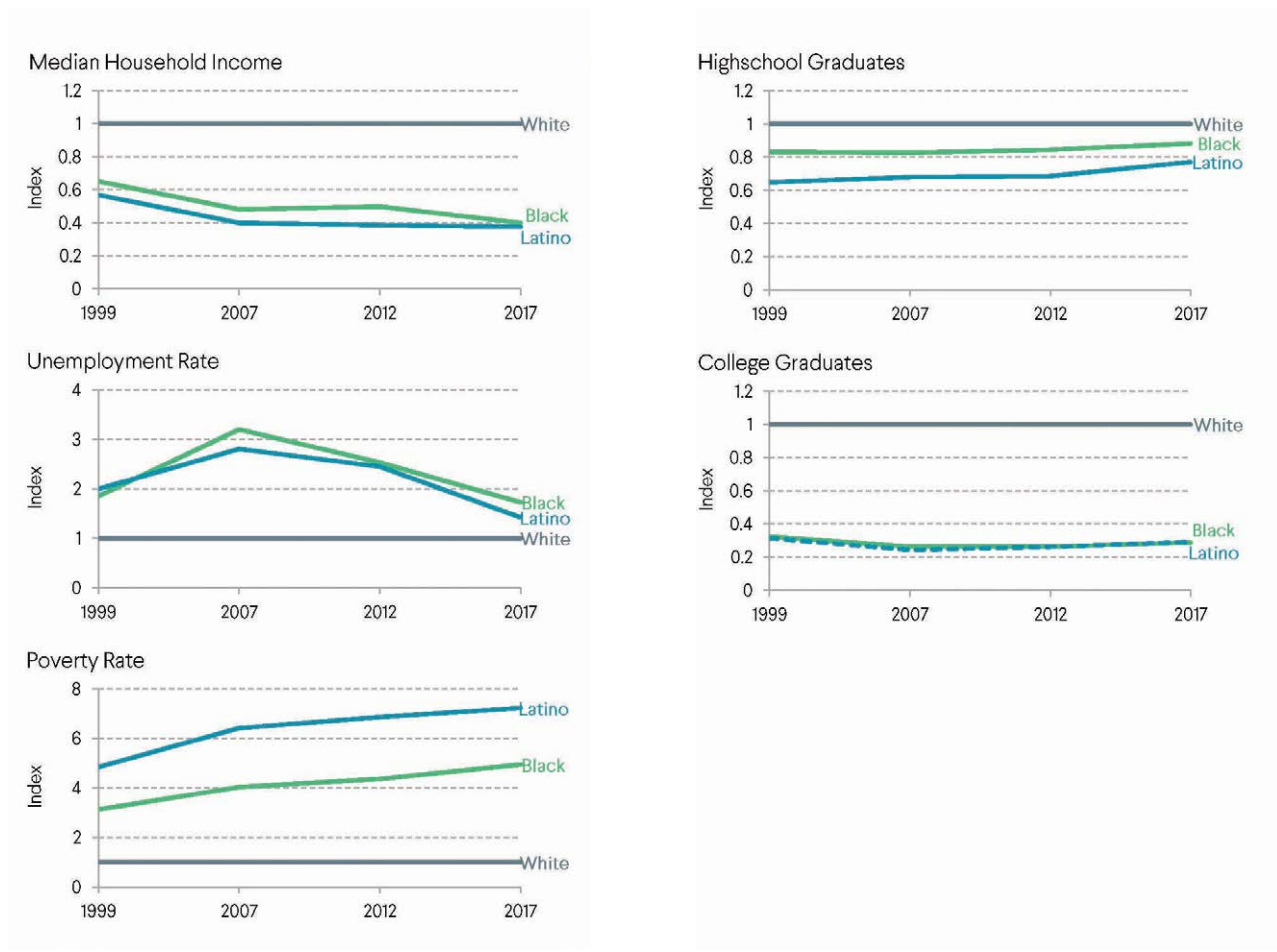 Median Household Income
1.2
1
0.8
0.6
0.4
0.2
0
Index
White
Black
Latino
1999 2007 2012 2017
Highschool Graduates
1.2
1
0.8
0.6
0.4
0.2
0
Index
White
Black
Latino
1999 2007 2012 2017
Unemployment Rate
4
3
2
1
0
Index
Black
Latino
White
1999 2007 2012 2017
College Graduates
1.2
1
0.8
0.6
0.4
0.2
0
Index
White
Black
Latino
1999 2007 2012 2017
Poverty Rate
8
6
4
2
0
Index
Latino
Black
White
1999 2007 2012 2017